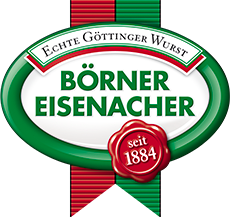 ECHTE GÖTTINGER WURST
BÖRNER
EISENACHER
seit
1884